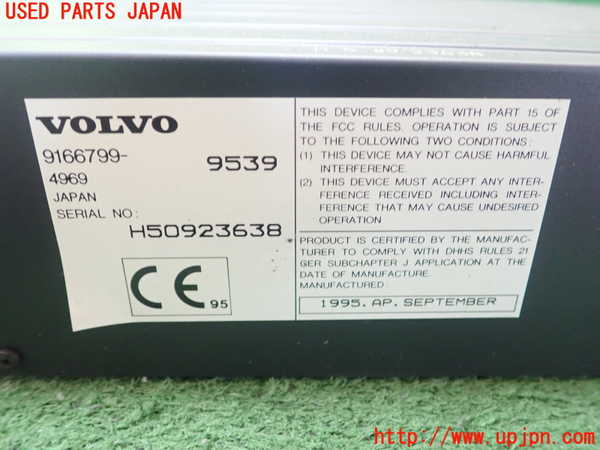 USED PARTS JAPAN
VOLVO
9166799-
9539
4969
JAPAN
SERIAL NO:
H50923638
CE 95
THIS DEVICE COMPLIES WITH PART 15 OF
THE FCC RULES. OPERATION IS SUBJECT
TO THE FOLLOWING TWO CONDITIONS:
(1) THIS DEVICE MAY NOT CAUSE HARMFUL
INTERFERENCE.
(2) THIS DEVICE MUST ACCEPT ANY INTER-
FERENCE RECEIVED INCLUDING INTER-
FERENCE THAT MAY CAUSE UNDESIRED
OPERATION
PRODUCT IS CERTIFIED BY THE MANUFAC-
TURER TO COMPLY WITH DHHS RULES 21
GER SUBCHAPTER J APPLICATION AT THE
DATE OF MANUFACTURE.
MANUFACTURED:
1995.AP.SEPTEMBER
http://www.upjpn.com/